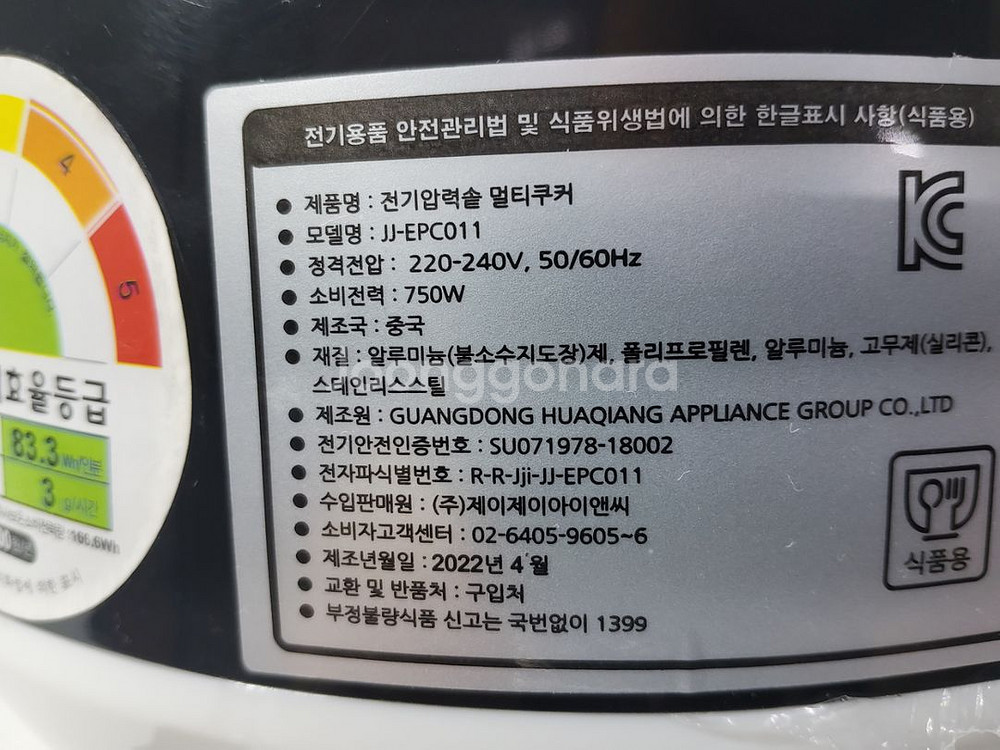 전기용품 안전관리법 및 식품위생법에 의한 한글표시 사항(식품용)
● 제품명 : 전기압력솥 멀티쿠커
● 모델명 : JJ-EPC011
● 정격전압 : 220-240V, 50/60Hz
● 소비전력 : 750W
● 제조국 : 중국
● 재질 : 알루미늄(불소수지도장)제, 폴리프로필렌, 알루미늄, 고무제(실리콘),
스테인리스스틸
● 제조원 : GUANGDONG HUAQIANG APPLIANCE GROUP CO.,LTD
● 전기안전인증번호 : SU071978-18002
● 전자파식별번호 : R-R-Jji-JJ-EPC011
● 수입판매원 : (주)제이제이아이앤씨
● 소비자고객센터 : 02-6405-9605~6
● 제조년월일 : 2022년 4월
● 교환 및 반품처 : 구입처
● 부정불량식품 신고는 국번없이 1399
KC
식품용
4
5
효율등급
83.3
3 g/시간
166.6Wh
joonggonara